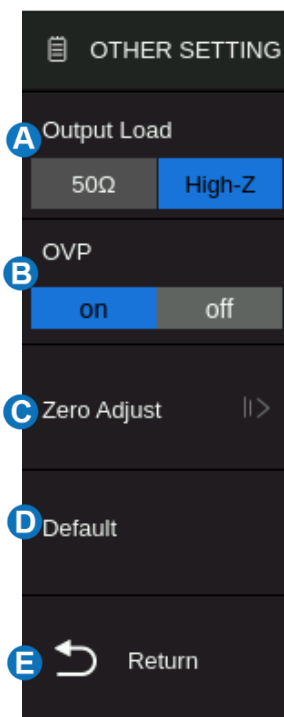 OTHER SETTING
A
Output Load
50Ω High-Z
B
OVP
on off
C
Zero Adjust
D
Default
E
Return